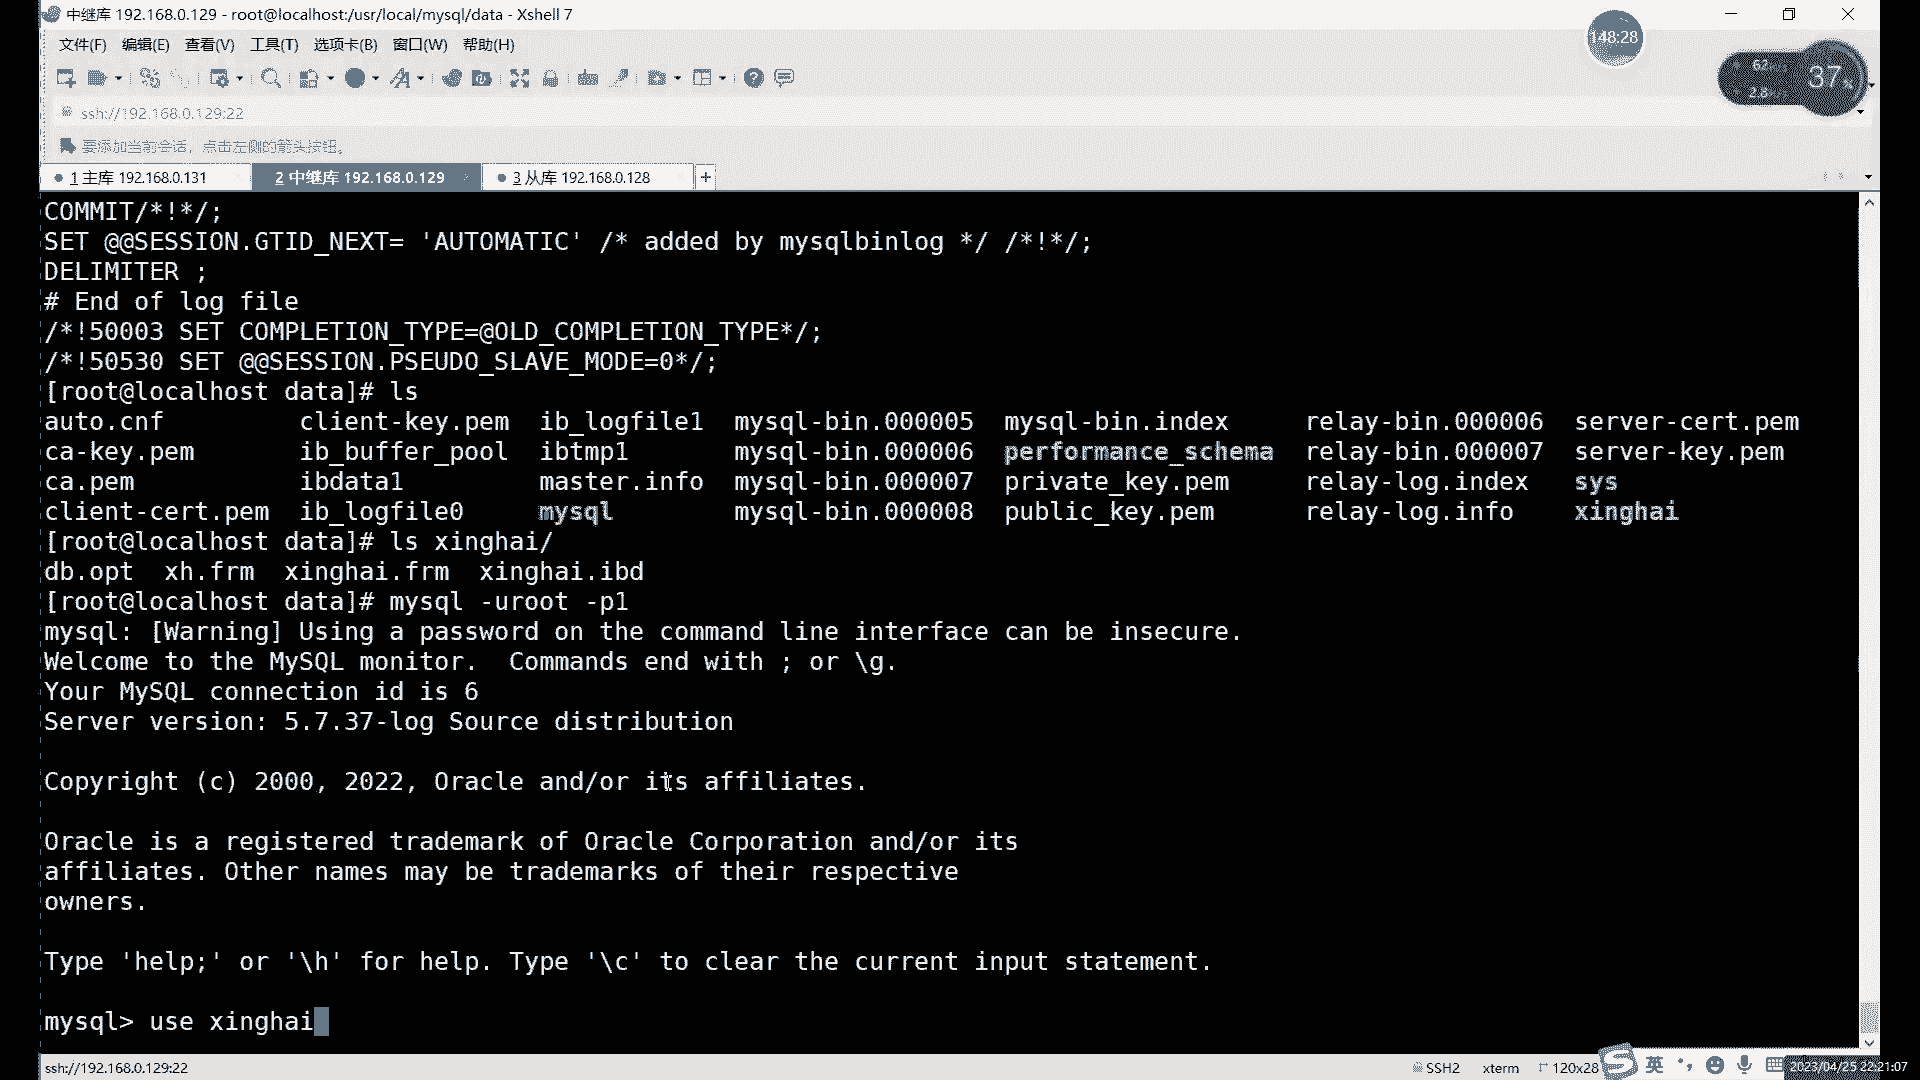 中继库 192.168.0.129 - root@localhost:/usr/local/mysql/data - Xshell 7
文件(F) 编辑(E) 查看(V) 工具(T) 选项卡(B) 窗口(W) 帮助(H)
148:28
37
ssh://192.168.0.129:22
要添加当前会话，点击左侧的箭头按钮。
1 主库 192.168.0.131 2 中继库 192.168.0.129 3 从库 192.168.0.128
COMMIT/*!*/;
SET @@SESSION.GTID_NEXT= 'AUTOMATIC' /* added by mysqlbinlog */ /*!*/;
DELIMITER ;
# End of log file
/*!50003 SET COMPLETION_TYPE=@OLD_COMPLETION_TYPE*/;
/*!50530 SET @@SESSION.PSEUDO_SLAVE_MODE=0*/;
[root@localhost data]# ls
auto.cnf client-key.pem ib_logfile1 mysql-bin.000005 mysql-bin.index relay-bin.000006 server-cert.pem
ca-key.pem ib_buffer_pool ibtmp1 mysql-bin.000006 performance_schema relay-bin.000007 server-key.pem
ca.pem ibdata1 master.info mysql-bin.000007 private_key.pem relay-log.index sys
client-cert.pem ib_logfile0 mysql mysql-bin.000008 public_key.pem relay-log.info xinghai
[root@localhost data]# ls xinghai/
db.opt xh.frm xinghai.frm xinghai.ibd
[root@localhost data]# mysql -uroot -p1
mysql: [Warning] Using a password on the command line interface can be insecure.
Welcome to the MySQL monitor. Commands end with ; or \g.
Your MySQL connection id is 6
Server version: 5.7.37-log Source distribution
Copyright (c) 2000, 2022, Oracle and/or its affiliates.
Oracle is a registered trademark of Oracle Corporation and/or its
affiliates. Other names may be trademarks of their respective
owners.
Type 'help;' or '\h' for help. Type '\c' to clear the current input statement.
mysql> use xinghai
ssh://192.168.0.129:22 SSH2 xterm 120x28 英 2023/04/25 22:21:07